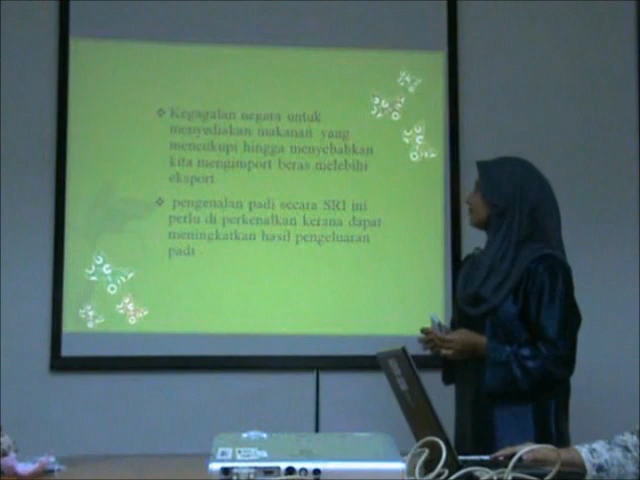 ❖ Kegagalan negara untuk
menyediakan makanan yang
mencukupi hingga menyebabkan
kita mengimport beras melebihi
eksport
❖ pengenalan padi secara SRI ini
perlu di perkenalkan kerana dapat
meningkatkan hasil pengeluaran
padi .